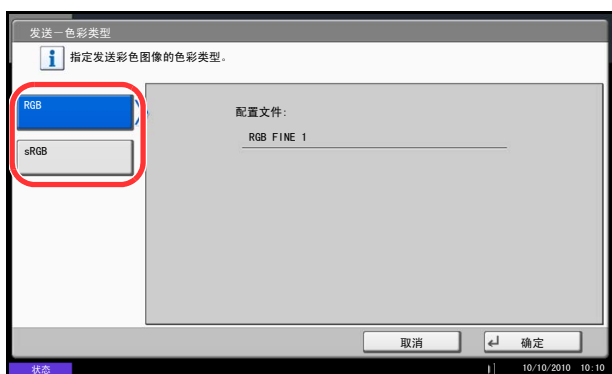 发送－色彩类型
指定发送彩色图像的色彩类型。
RGB
sRGB
配置文件:
RGB FINE 1
取消
确定
状态
10/10/2010 10:10